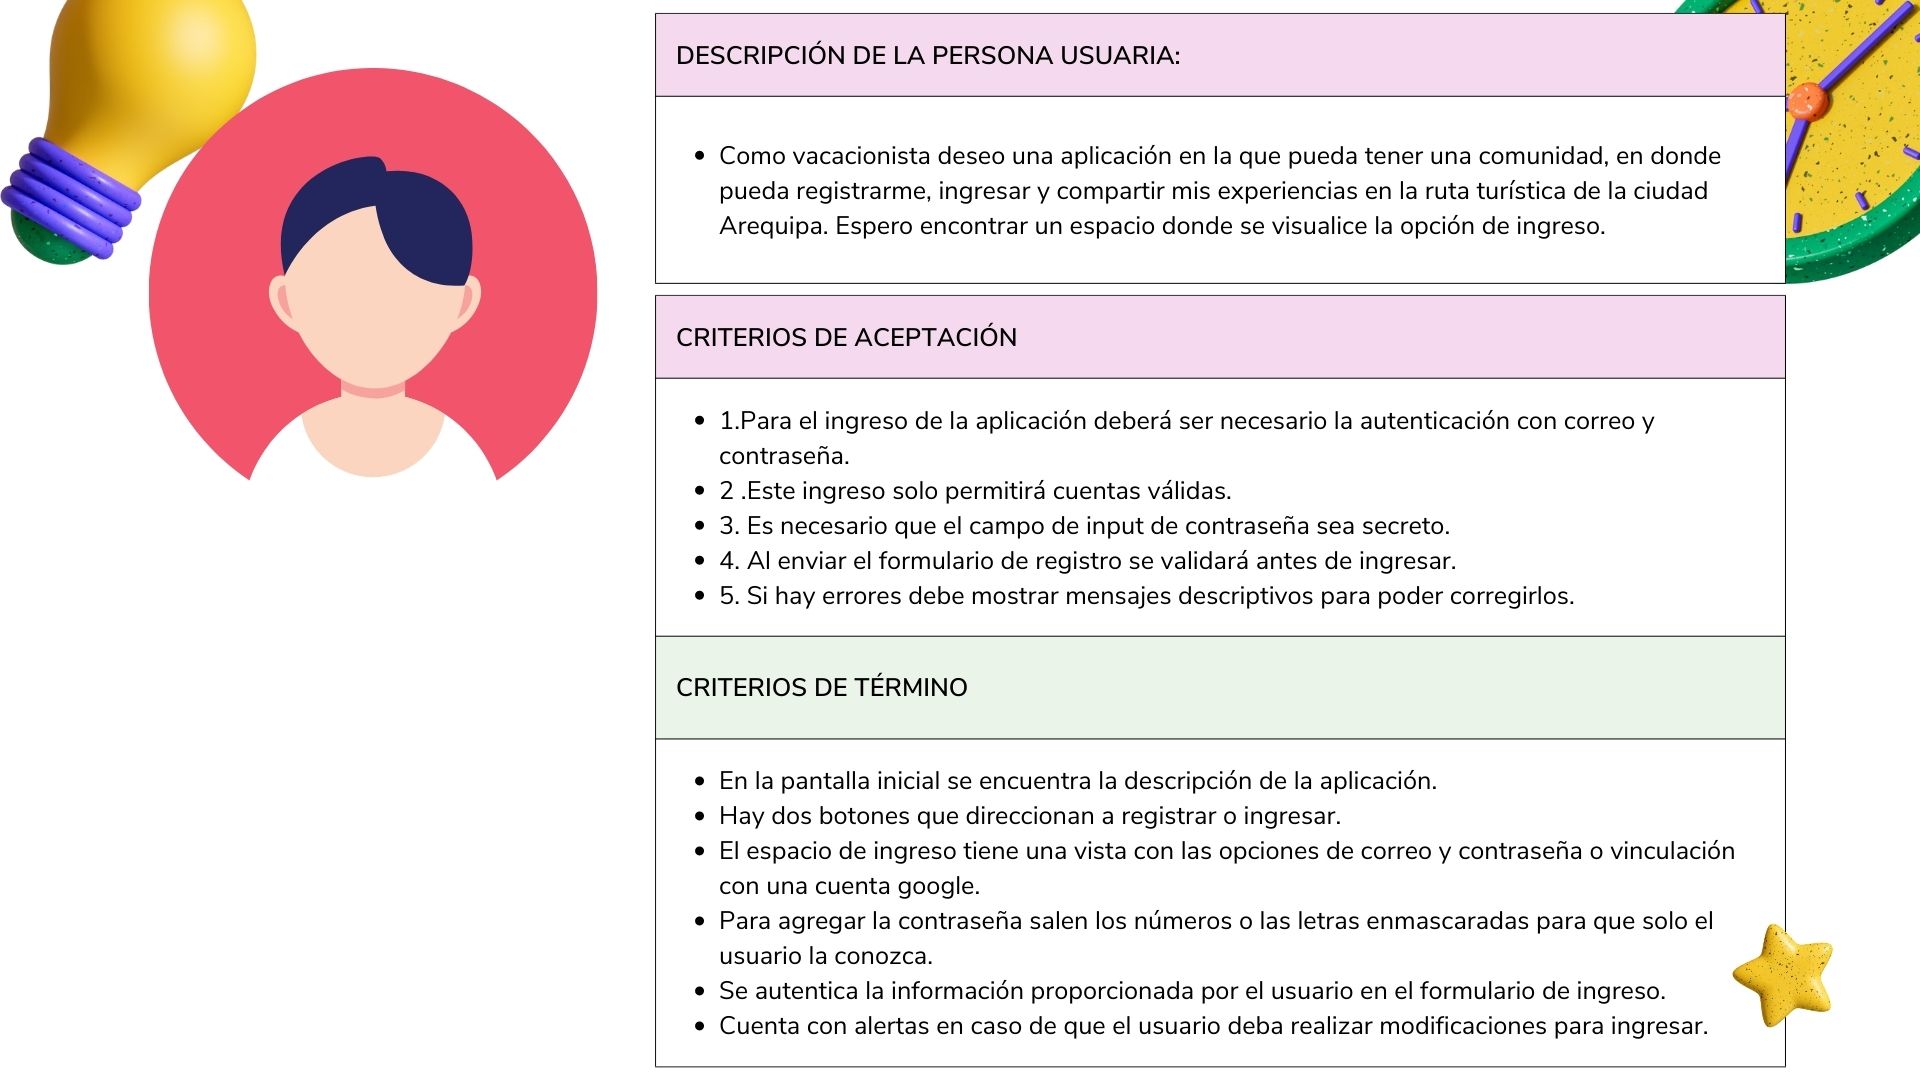 DESCRIPCIÓN DE LA PERSONA USUARIA:
• Como vacacionista deseo una aplicación en la que pueda tener una comunidad, en donde
pueda registrarme, ingresar y compartir mis experiencias en la ruta turística de la ciudad
Arequipa. Espero encontrar un espacio donde se visualice la opción de ingreso.
CRITERIOS DE ACEPTACIÓN
• 1.Para el ingreso de la aplicación deberá ser necesario la autenticación con correo y
contraseña.
• 2 .Este ingreso solo permitirá cuentas válidas.
• 3. Es necesario que el campo de input de contraseña sea secreto.
• 4. Al enviar el formulario de registro se validará antes de ingresar.
• 5. Si hay errores debe mostrar mensajes descriptivos para poder corregirlos.
CRITERIOS DE TÉRMINO
• En la pantalla inicial se encuentra la descripción de la aplicación.
• Hay dos botones que direccionan a registrar o ingresar.
• El espacio de ingreso tiene una vista con las opciones de correo y contraseña o vinculación
con una cuenta google.
• Para agregar la contraseña salen los números o las letras enmascaradas para que solo el
usuario la conozca.
• Se autentica la información proporcionada por el usuario en el formulario de ingreso.
• Cuenta con alertas en caso de que el usuario deba realizar modificaciones para ingresar.